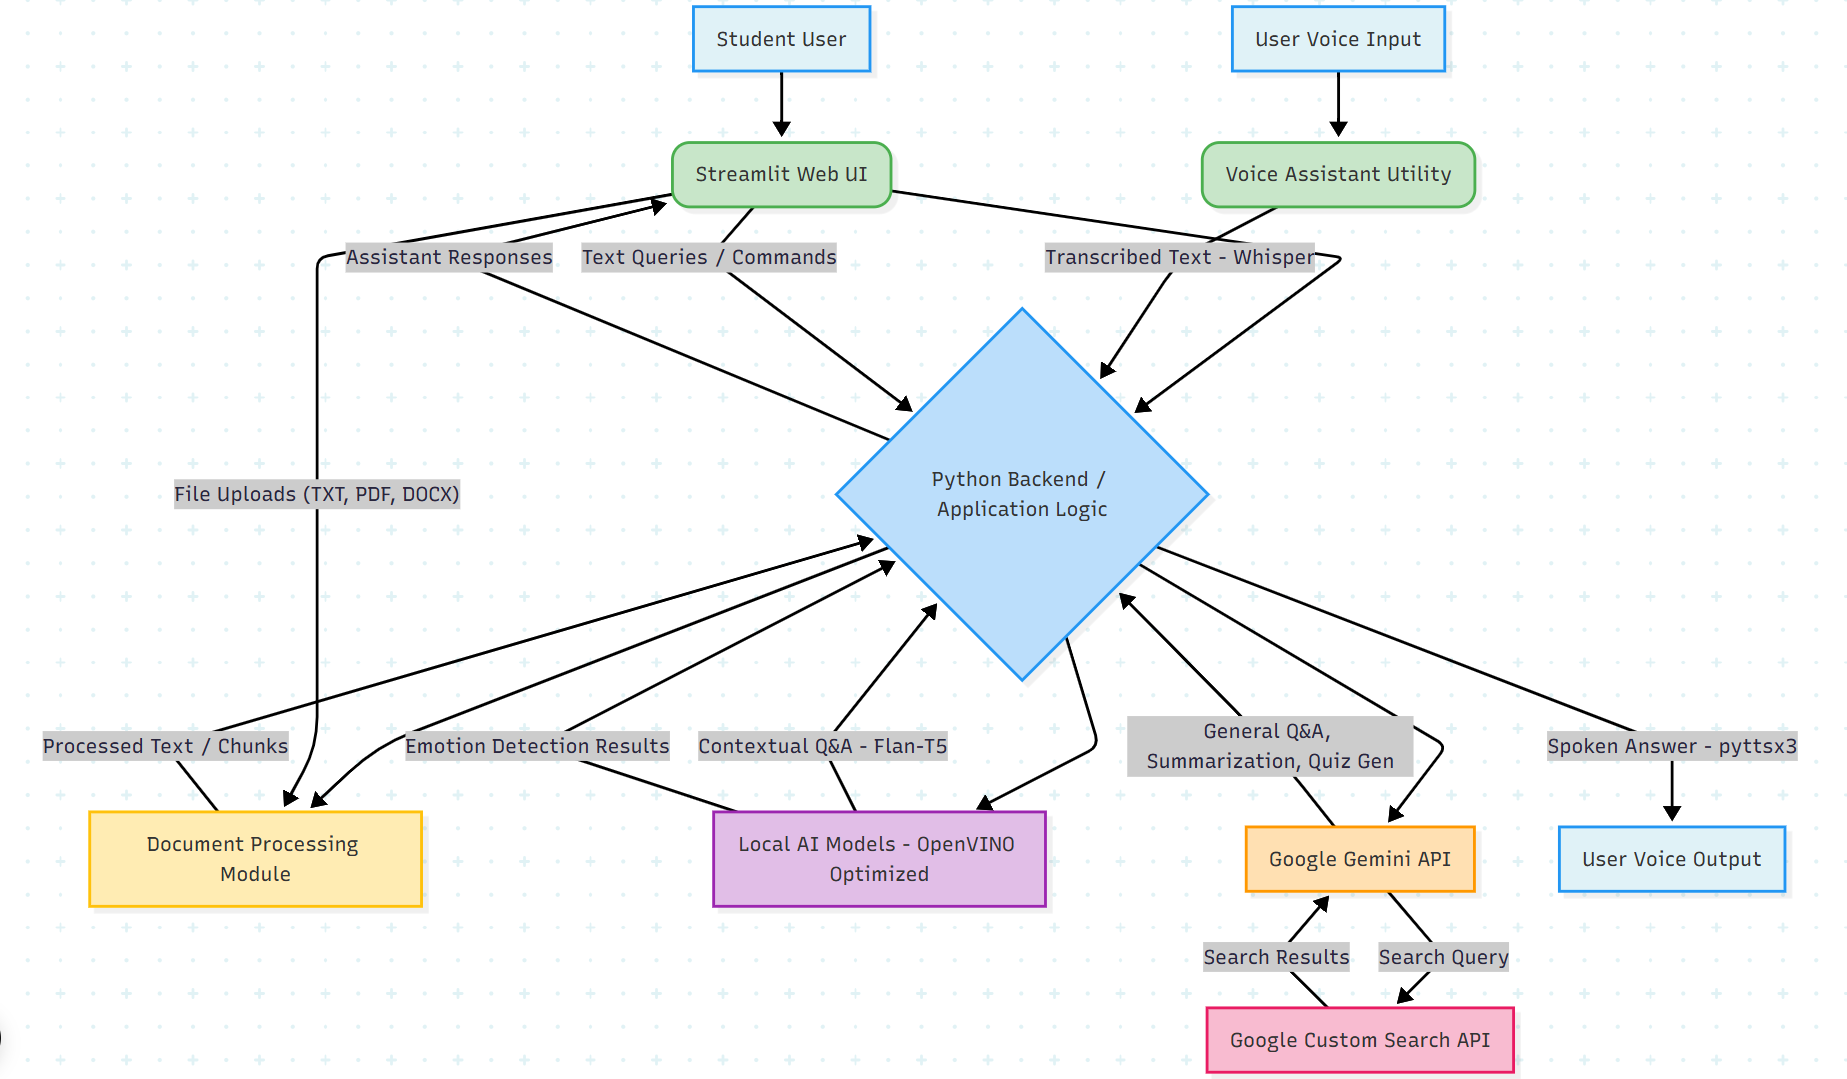 Student User
User Voice Input
Streamlit Web UI
Voice Assistant Utility
Assistant Responses
Text Queries / Commands
Transcribed Text - Whisper
Python Backend /
Application Logic
File Uploads (TXT, PDF, DOCX)
Processed Text / Chunks
Emotion Detection Results
Contextual Q&A - Flan-T5
General Q&A,
Summarization, Quiz Gen
Spoken Answer - pyttsx3
Document Processing
Module
Local AI Models - OpenVINO
Optimized
Google Gemini API
User Voice Output
Search Results
Search Query
Google Custom Search API